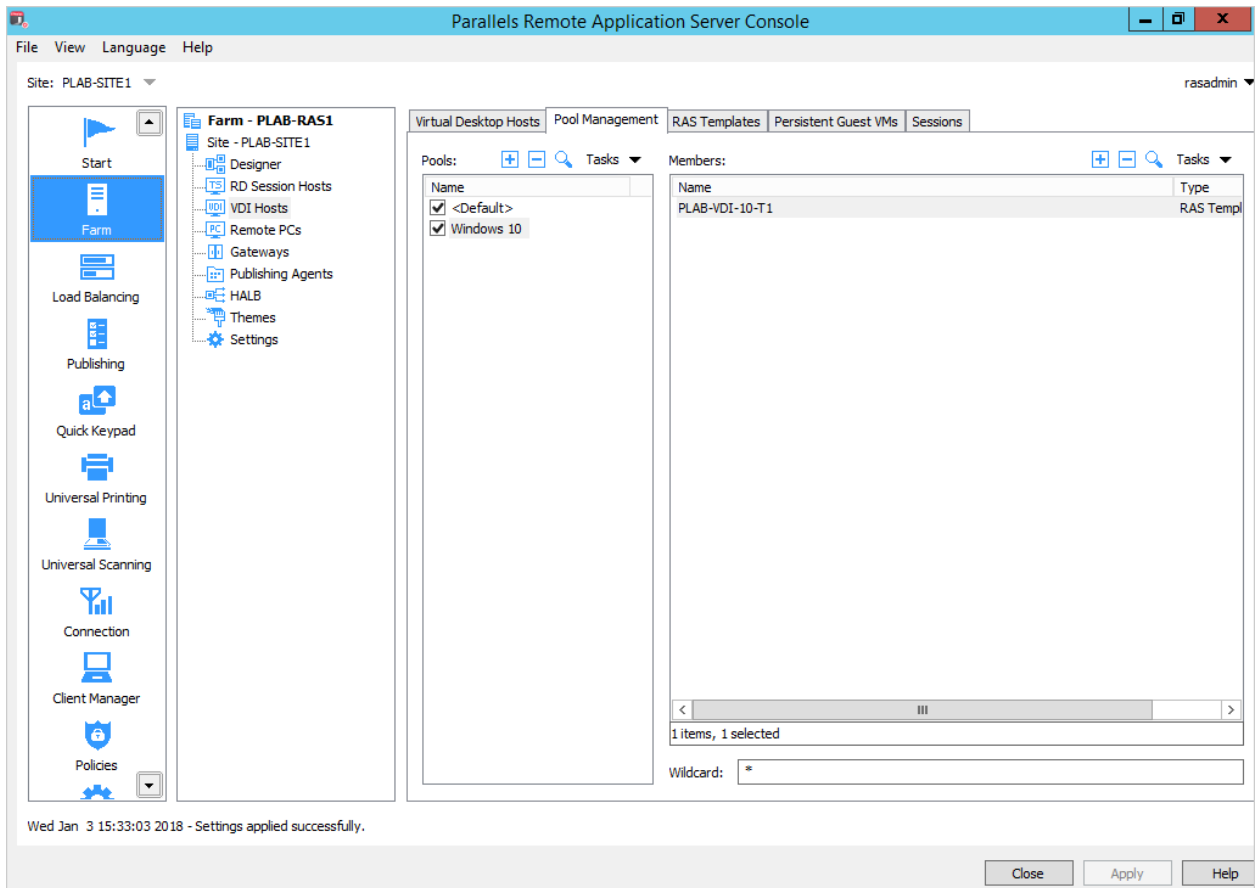 Parallels Remote Application Server Console
File View Language Help
Site: PLAB-SITE1
rasadmin
Start
Farm
Load Balancing
Publishing
Quick Keypad
Universal Printing
Universal Scanning
Connection
Client Manager
Policies
Farm - PLAB-RAS1
Site - PLAB-SITE1
Designer
TS RD Session Hosts
VDI VDI Hosts
PC Remote PCs
Gateways
Publishing Agents
HALB
Themes
Settings
Virtual Desktop Hosts Pool Management RAS Templates Persistent Guest VMs Sessions
Pools: Tasks
Name
<Default>
Windows 10
Members: Tasks
Name Type
PLAB-VDI-10-T1 RAS Templ
1 items, 1 selected
Wildcard: *
Wed Jan 3 15:33:03 2018 - Settings applied successfully.
Close Apply Help